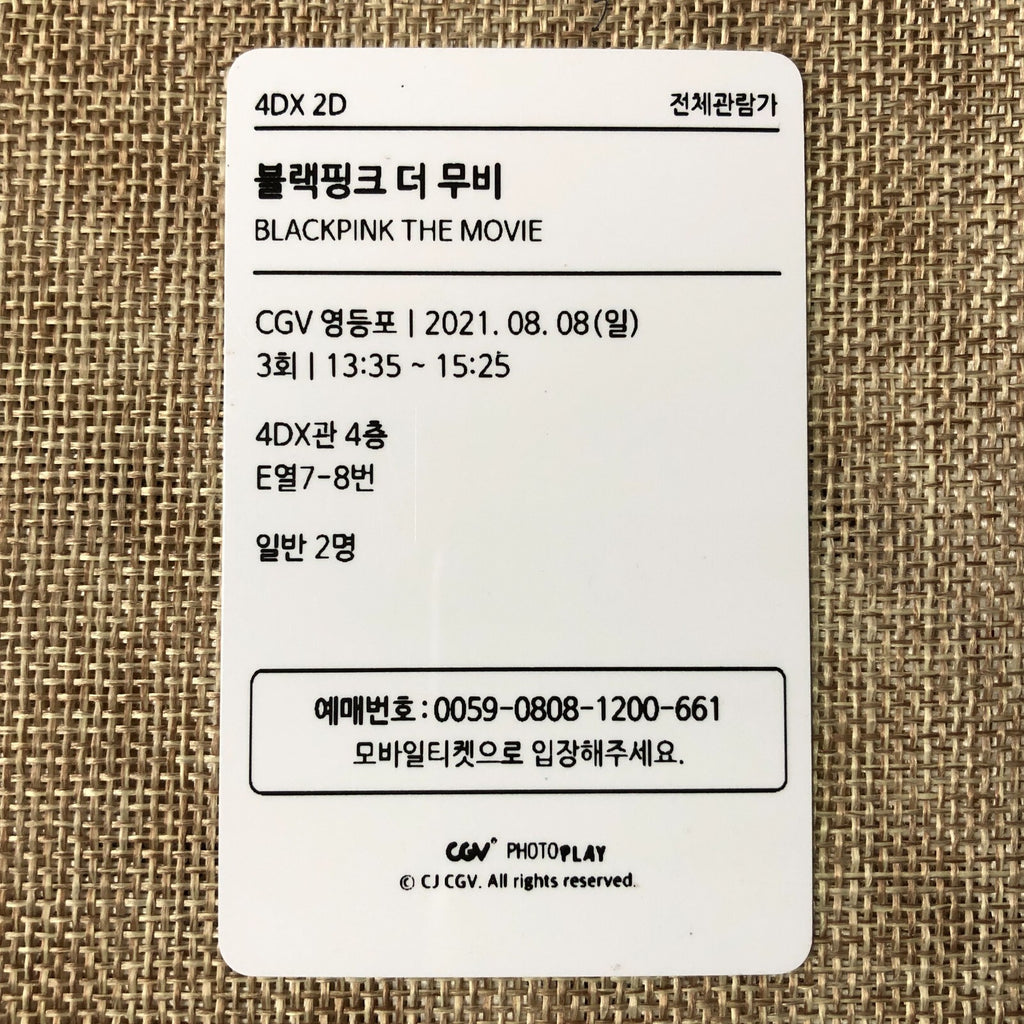 4DX 2D 전체관람가
블랙핑크 더 무비
BLACKPINK THE MOVIE
CGV 영등포 | 2021. 08. 08(일)
3회 | 13:35 ~ 15:25
4DX관 4층
E열7-8번
일반 2명
예매번호 : 0059-0808-1200-661
모바일티켓으로 입장해주세요.
CGV PHOTOPLAY
© CJ CGV. All rights reserved.